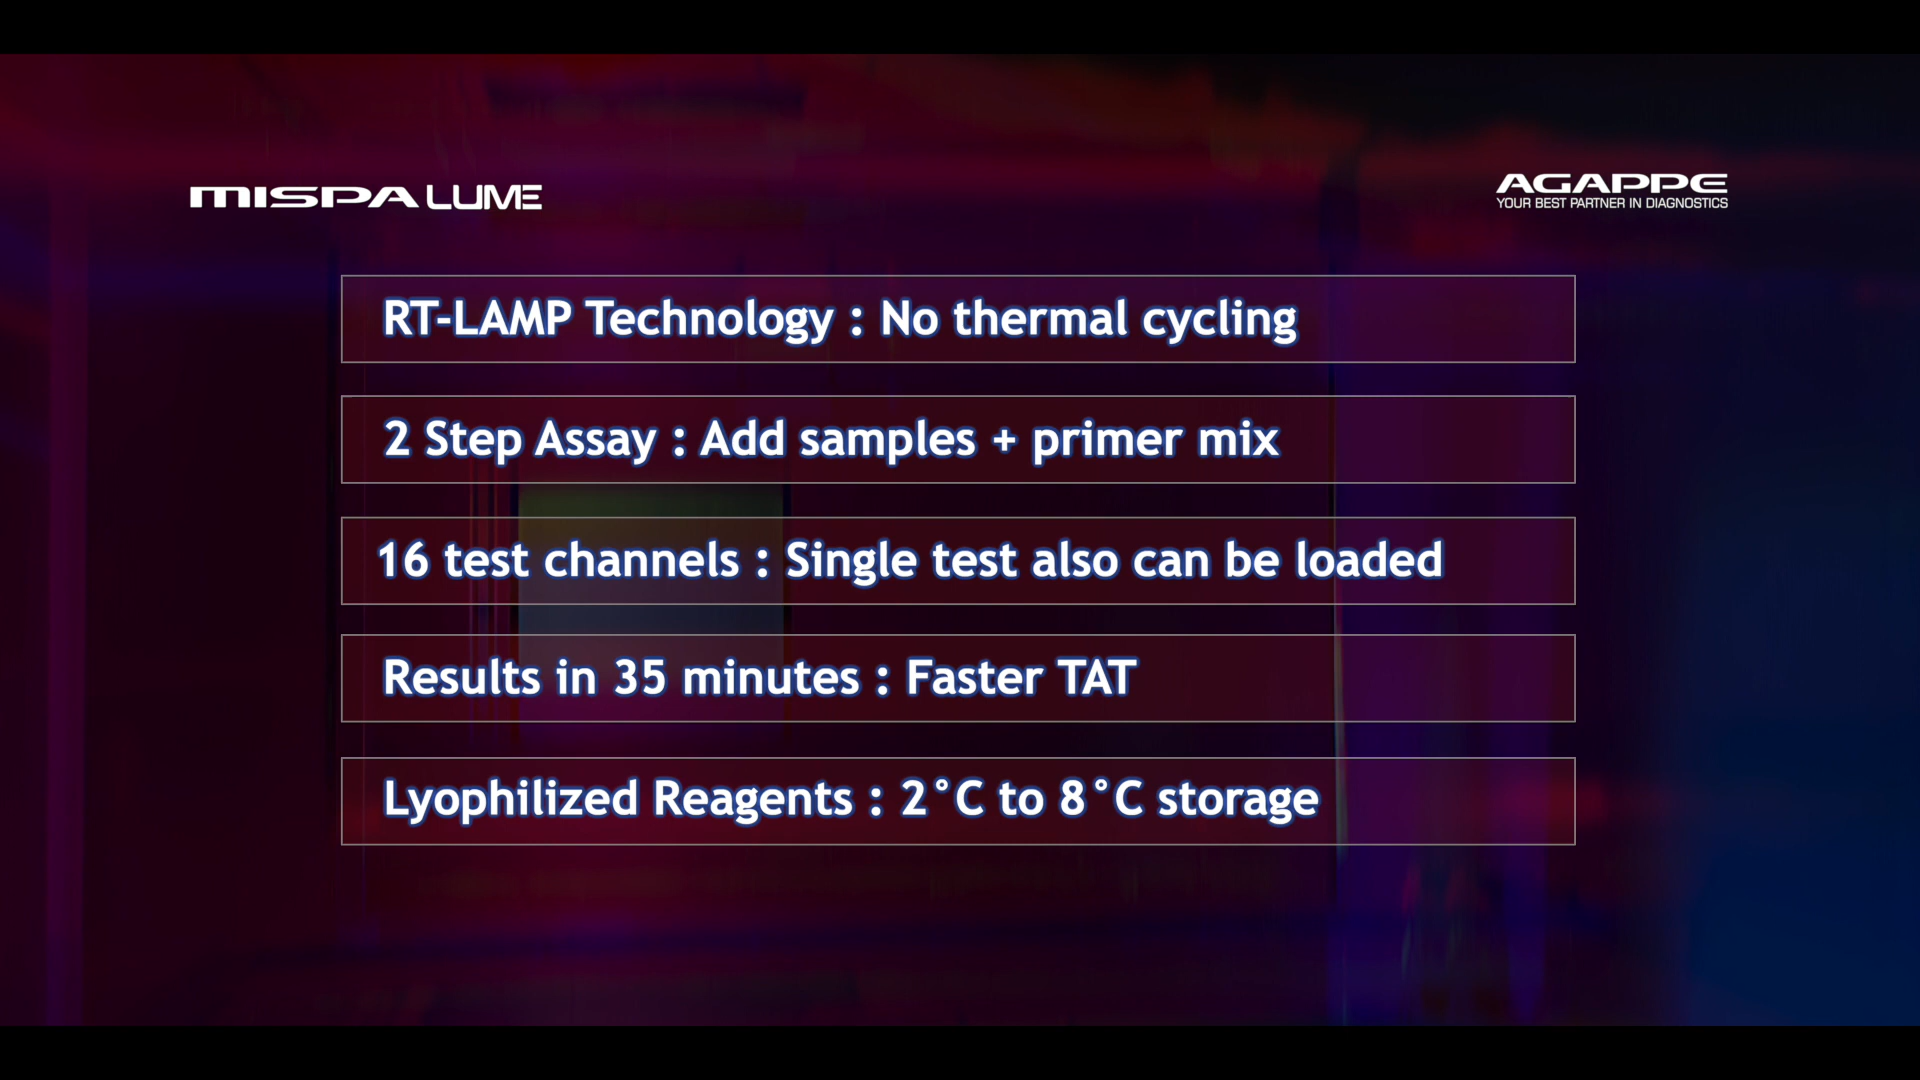 MISPA LUME
AGAPPE
YOUR BEST PARTNER IN DIAGNOSTICS
RT-LAMP Technology : No thermal cycling
2 Step Assay : Add samples + primer mix
16 test channels : Single test also can be loaded
Results in 35 minutes : Faster TAT
Lyophilized Reagents : 2°C to 8°C storage